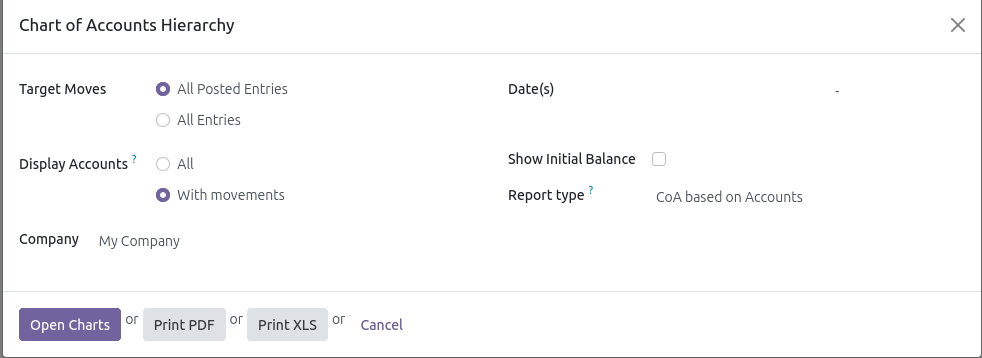 Chart of Accounts Hierarchy
Target Moves
All Posted Entries
All Entries
Date(s)
-
Display Accounts ?
All
With movements
Show Initial Balance
Report type ?
CoA based on Accounts
Company
My Company
Open Charts or Print PDF or Print XLS or Cancel